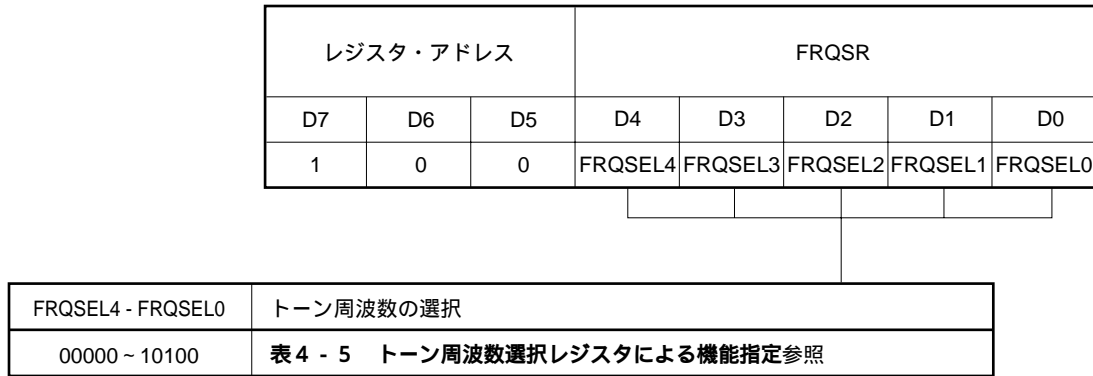 レジスタ・アドレス FRQSR
D7 D6 D5 D4 D3 D2 D1 D0
1 0 0 FRQSEL4 FRQSEL3 FRQSEL2 FRQSEL1 FRQSEL0
FRQSEL4 - FRQSEL0 トーン周波数の選択
00000 ~ 10100 表4 - 5 トーン周波数選択レジスタによる機能指定参照